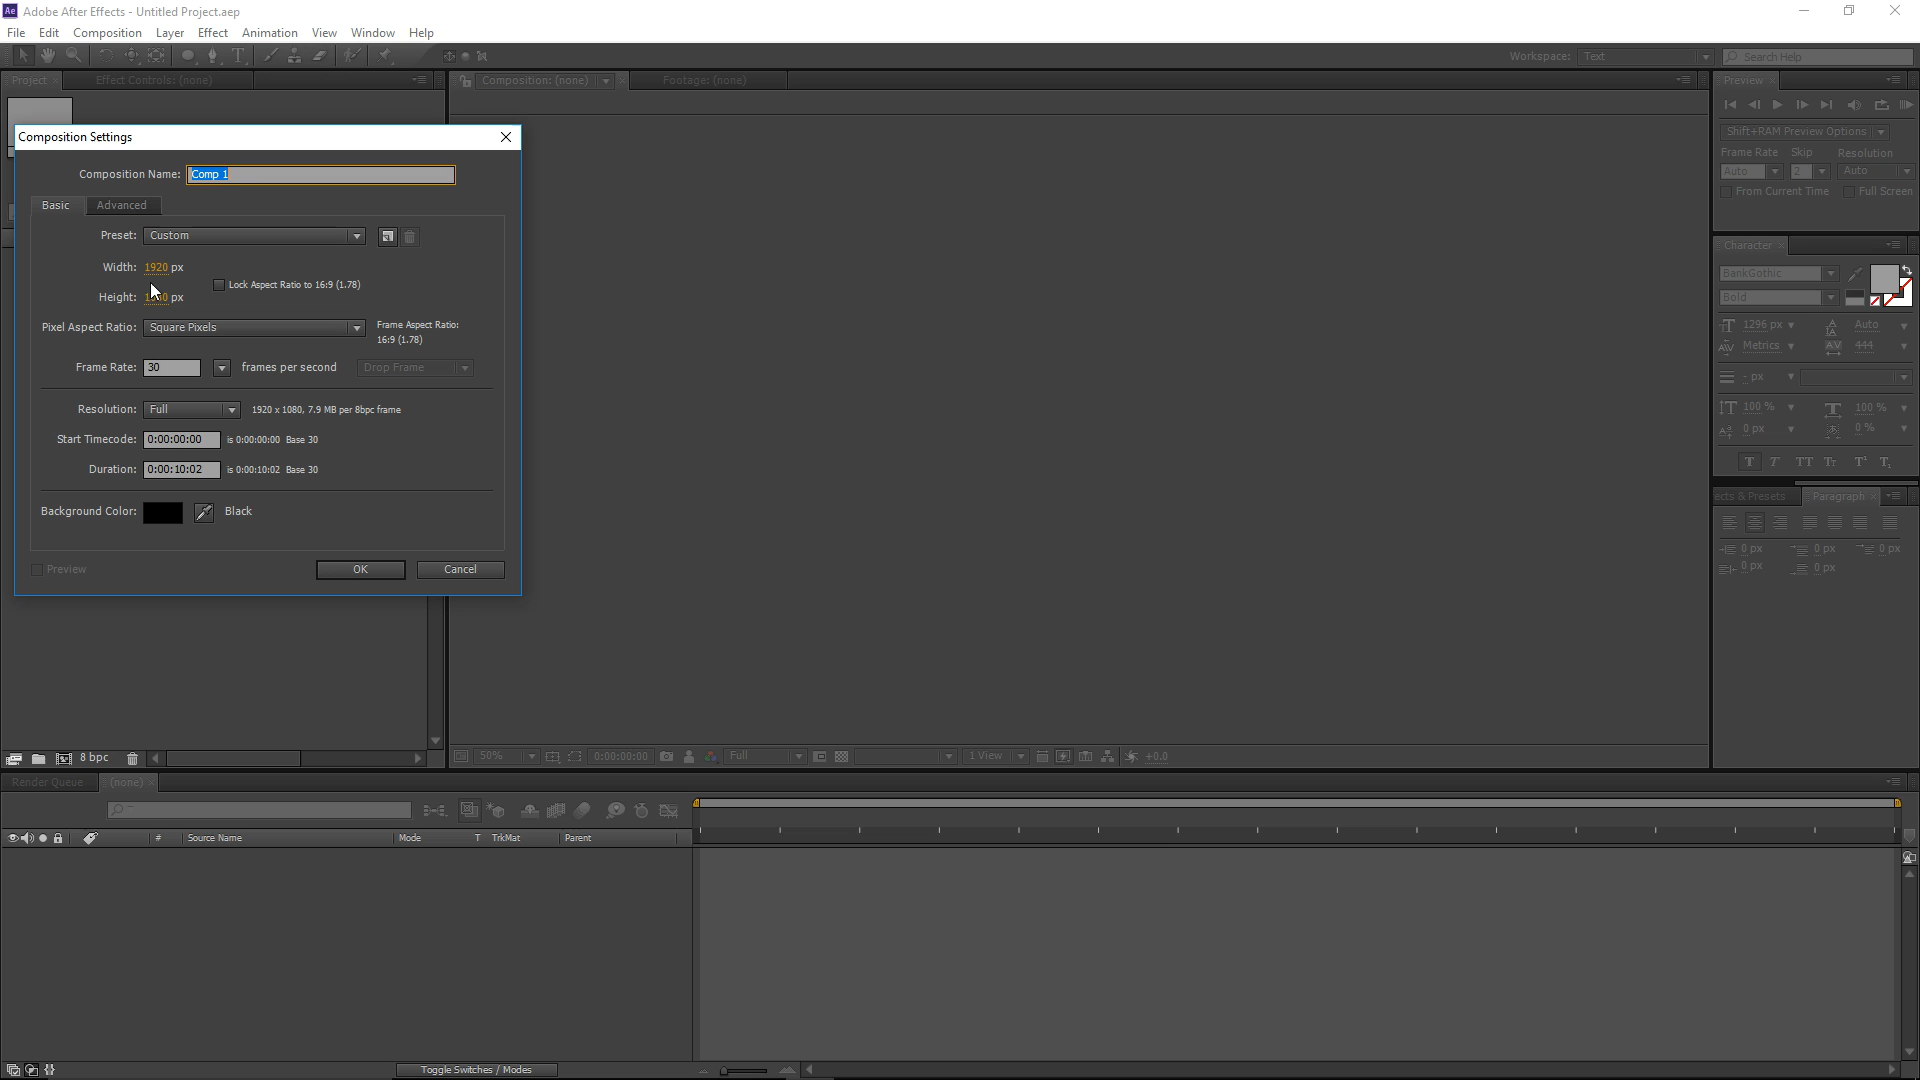 Adobe After Effects - Untitled Project.aep
File Edit Composition Layer Effect Animation View Window Help
Workspace: Text Search Help
Project Effect Controls: (none) Composition: (none) Footage: (none) Preview
Composition Settings
Composition Name: Comp 1
Basic Advanced
Preset: Custom
Width: 1920 px
Lock Aspect Ratio to 16:9 (1.78)
Height: px
Pixel Aspect Ratio: Square Pixels
Frame Aspect Ratio:
16:9 (1.78)
Frame Rate: 30 frames per second Drop Frame
Resolution: Full 1920 x 1080, 7.9 MB per 8bpc frame
Start Timecode: 0:00:00:00 is 0:00:00:00 Base 30
Duration: 0:00:10:02 is 0:00:10:02 Base 30
Background Color: Black
Preview OK Cancel
Shift+RAM Preview Options
Frame Rate Skip Resolution
Auto 2 Auto
From Current Time Full Screen
Character
BankGothic
Bold
1296 px Auto
Metrics 444
- px
100 % 100 %
0 px 0 %
T T TT Tт T¹ T₁
ects & Presets Paragraph
0 px 0 px 0 px
0 px 0 px
8 bpc
50% 0:00:00:00 Full 1 View +0.0
Render Queue (none)
# Source Name Mode T TrkMat Parent
Toggle Switches / Modes